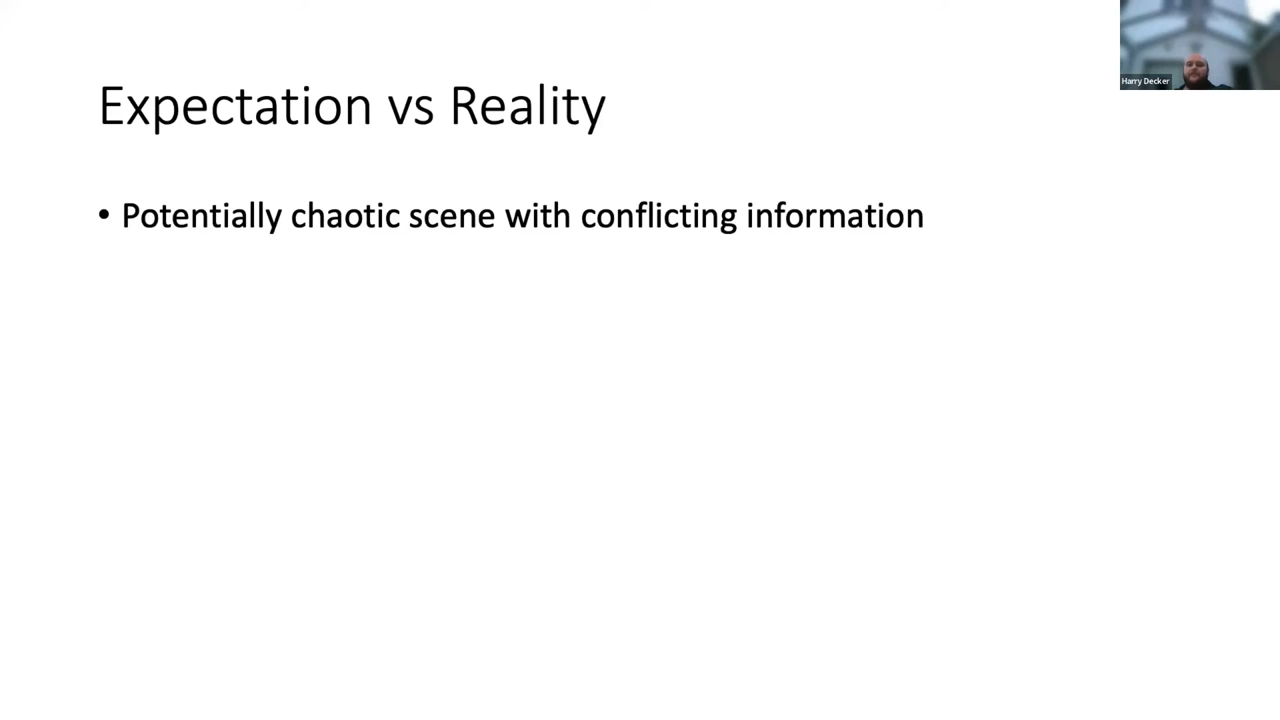 Harry Decker
Expectation vs Reality
• Potentially chaotic scene with conflicting information